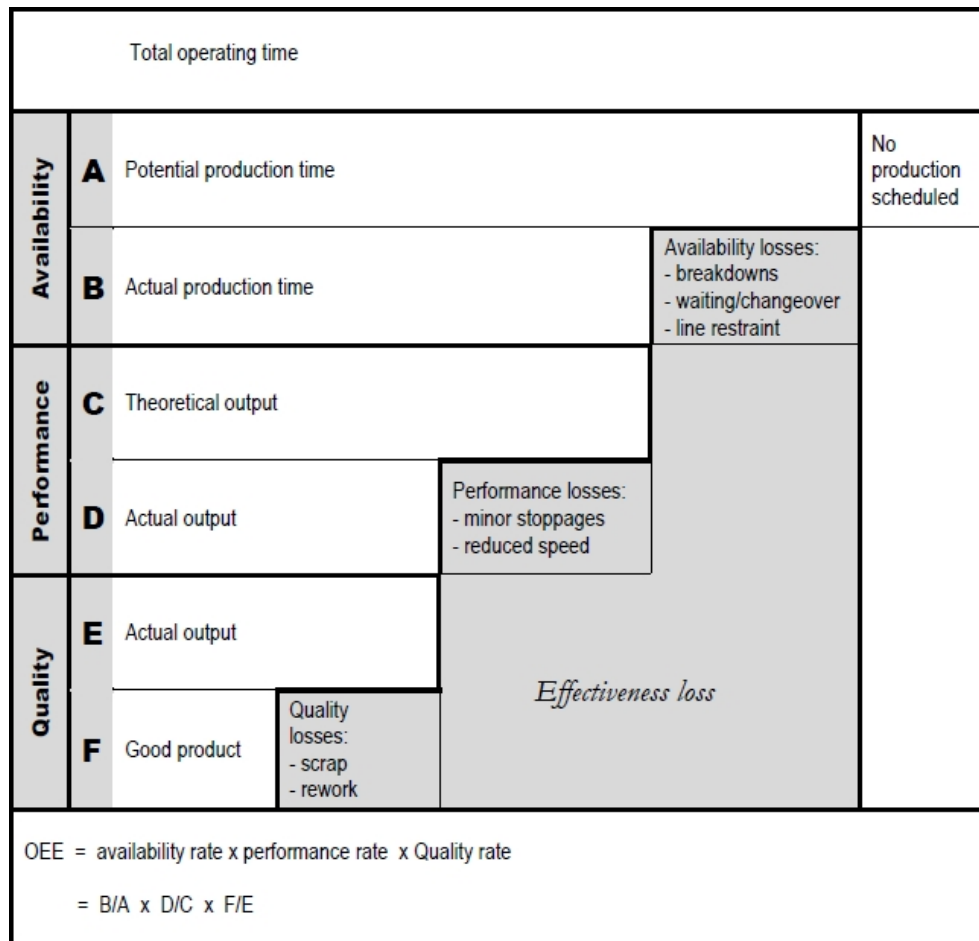 Total operating time
Availability
A
Potential production time
No
production
scheduled
B
Actual production time
Availability losses:
- breakdowns
- waiting/changeover
- line restraint
Performance
C
Theoretical output
D
Actual output
Performance losses:
- minor stoppages
- reduced speed
Quality
E
Actual output
Effectiveness loss
F
Good product
Quality
losses:
- scrap
- rework
OEE = availability rate x performance rate x Quality rate
= B/A x D/C x F/E